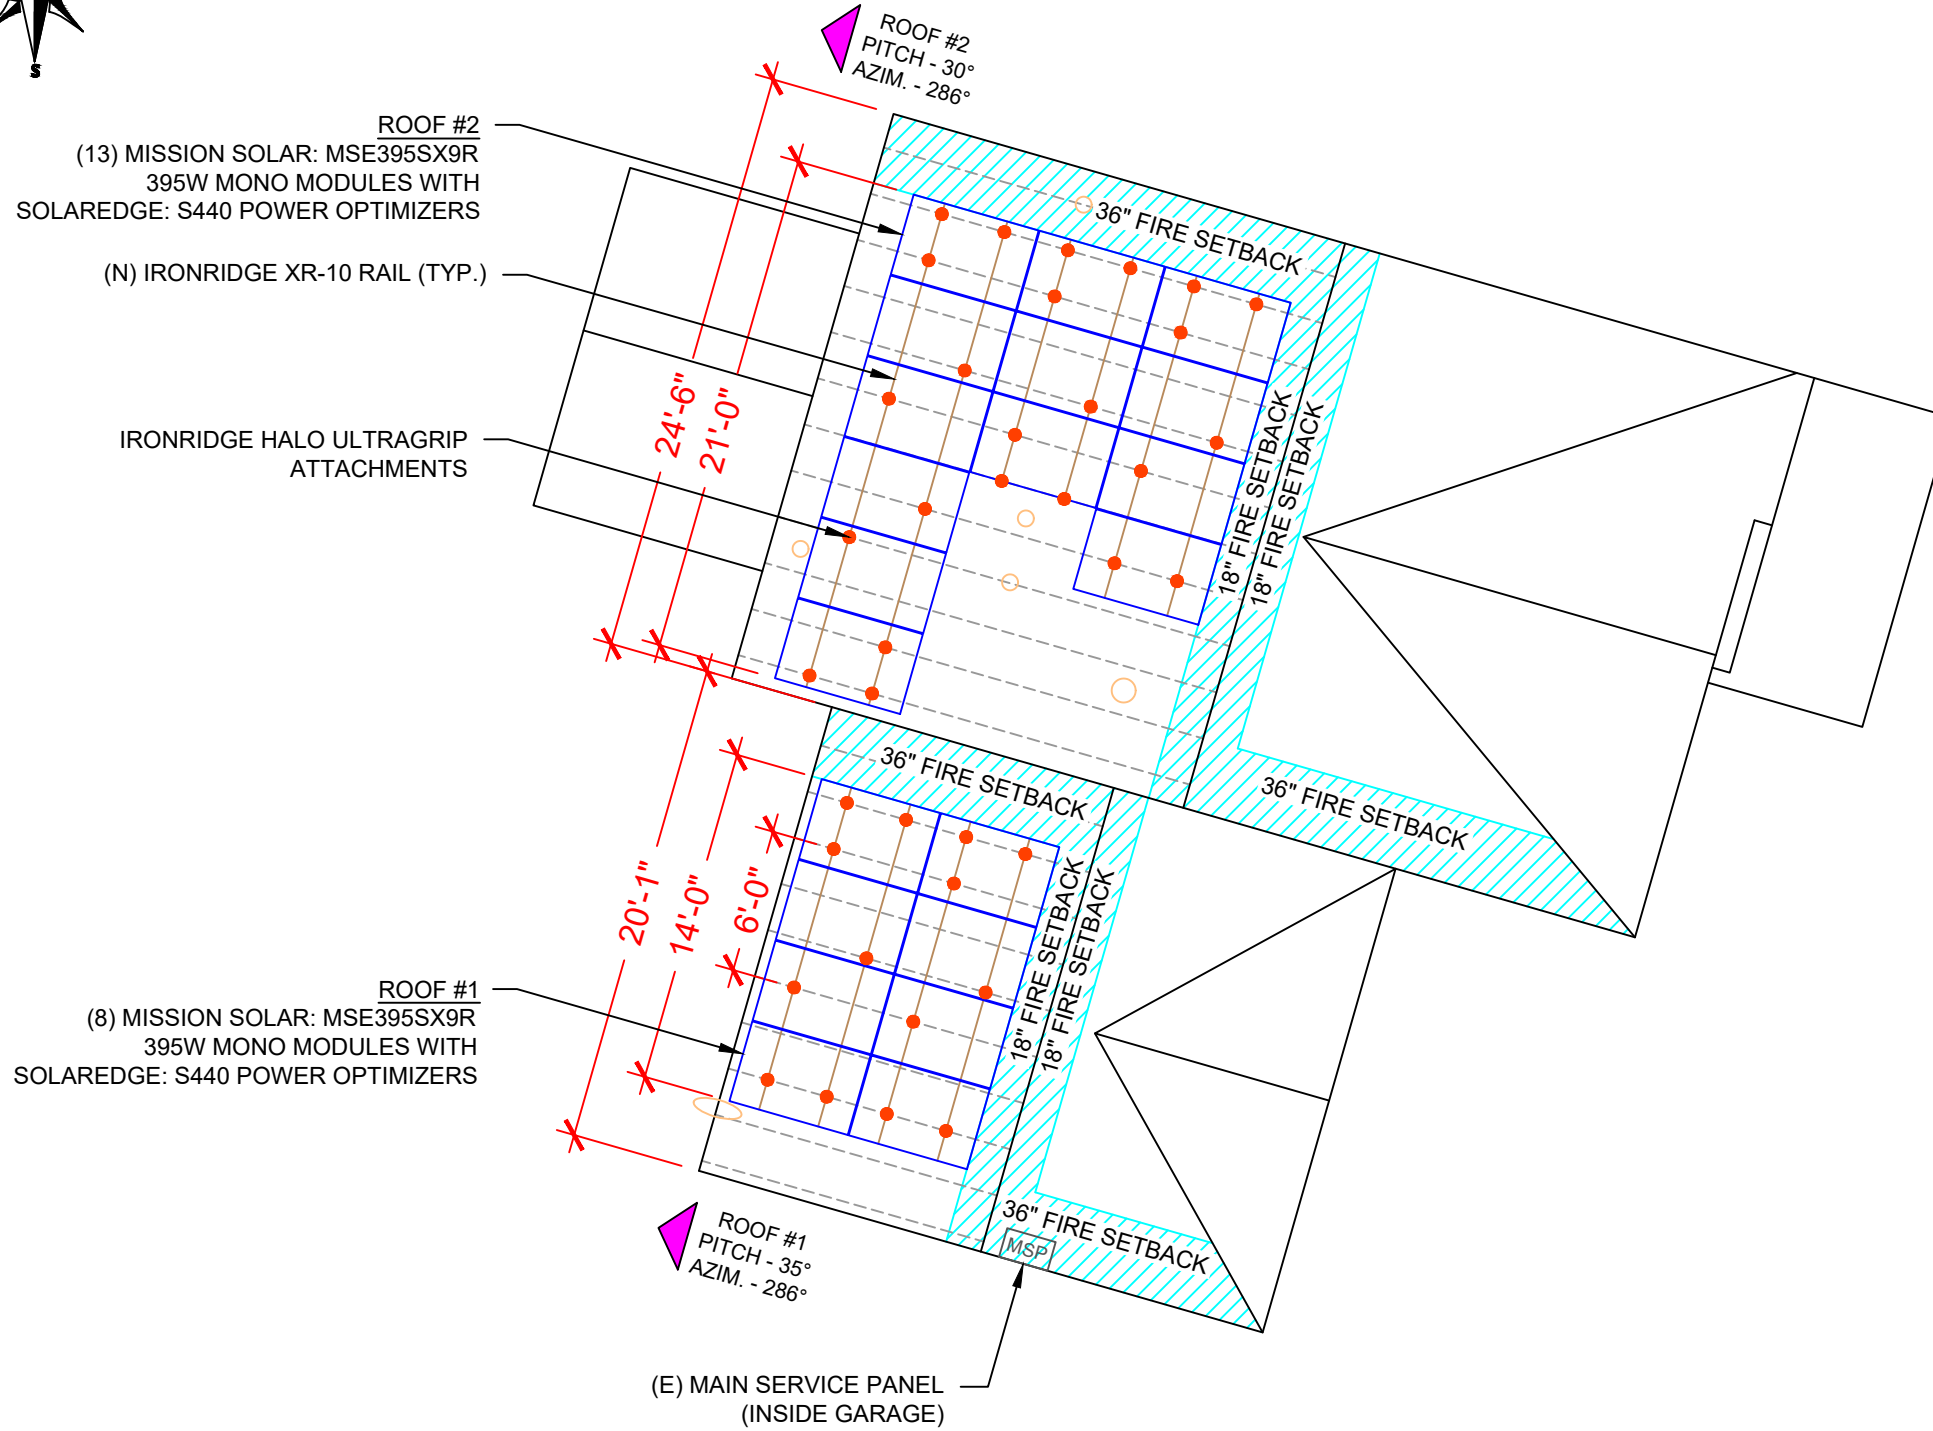 S
ROOF #2
PITCH - 30°
AZIM. - 286°
ROOF #2
(13) MISSION SOLAR: MSE395SX9R
395W MONO MODULES WITH
SOLAREDGE: S440 POWER OPTIMIZERS
(N) IRONRIDGE XR-10 RAIL (TYP.)
IRONRIDGE HALO ULTRAGRIP
ATTACHMENTS
24'-6"
21'-0"
36" FIRE SETBACK
18" FIRE SETBACK
18" FIRE SETBACK
36" FIRE SETBACK
36" FIRE SETBACK
20'-1"
14'-0"
6'-0"
18" FIRE SETBACK
18" FIRE SETBACK
ROOF #1
(8) MISSION SOLAR: MSE395SX9R
395W MONO MODULES WITH
SOLAREDGE: S440 POWER OPTIMIZERS
36" FIRE SETBACK
MSP
ROOF #1
PITCH - 35°
AZIM. - 286°
(E) MAIN SERVICE PANEL
(INSIDE GARAGE)